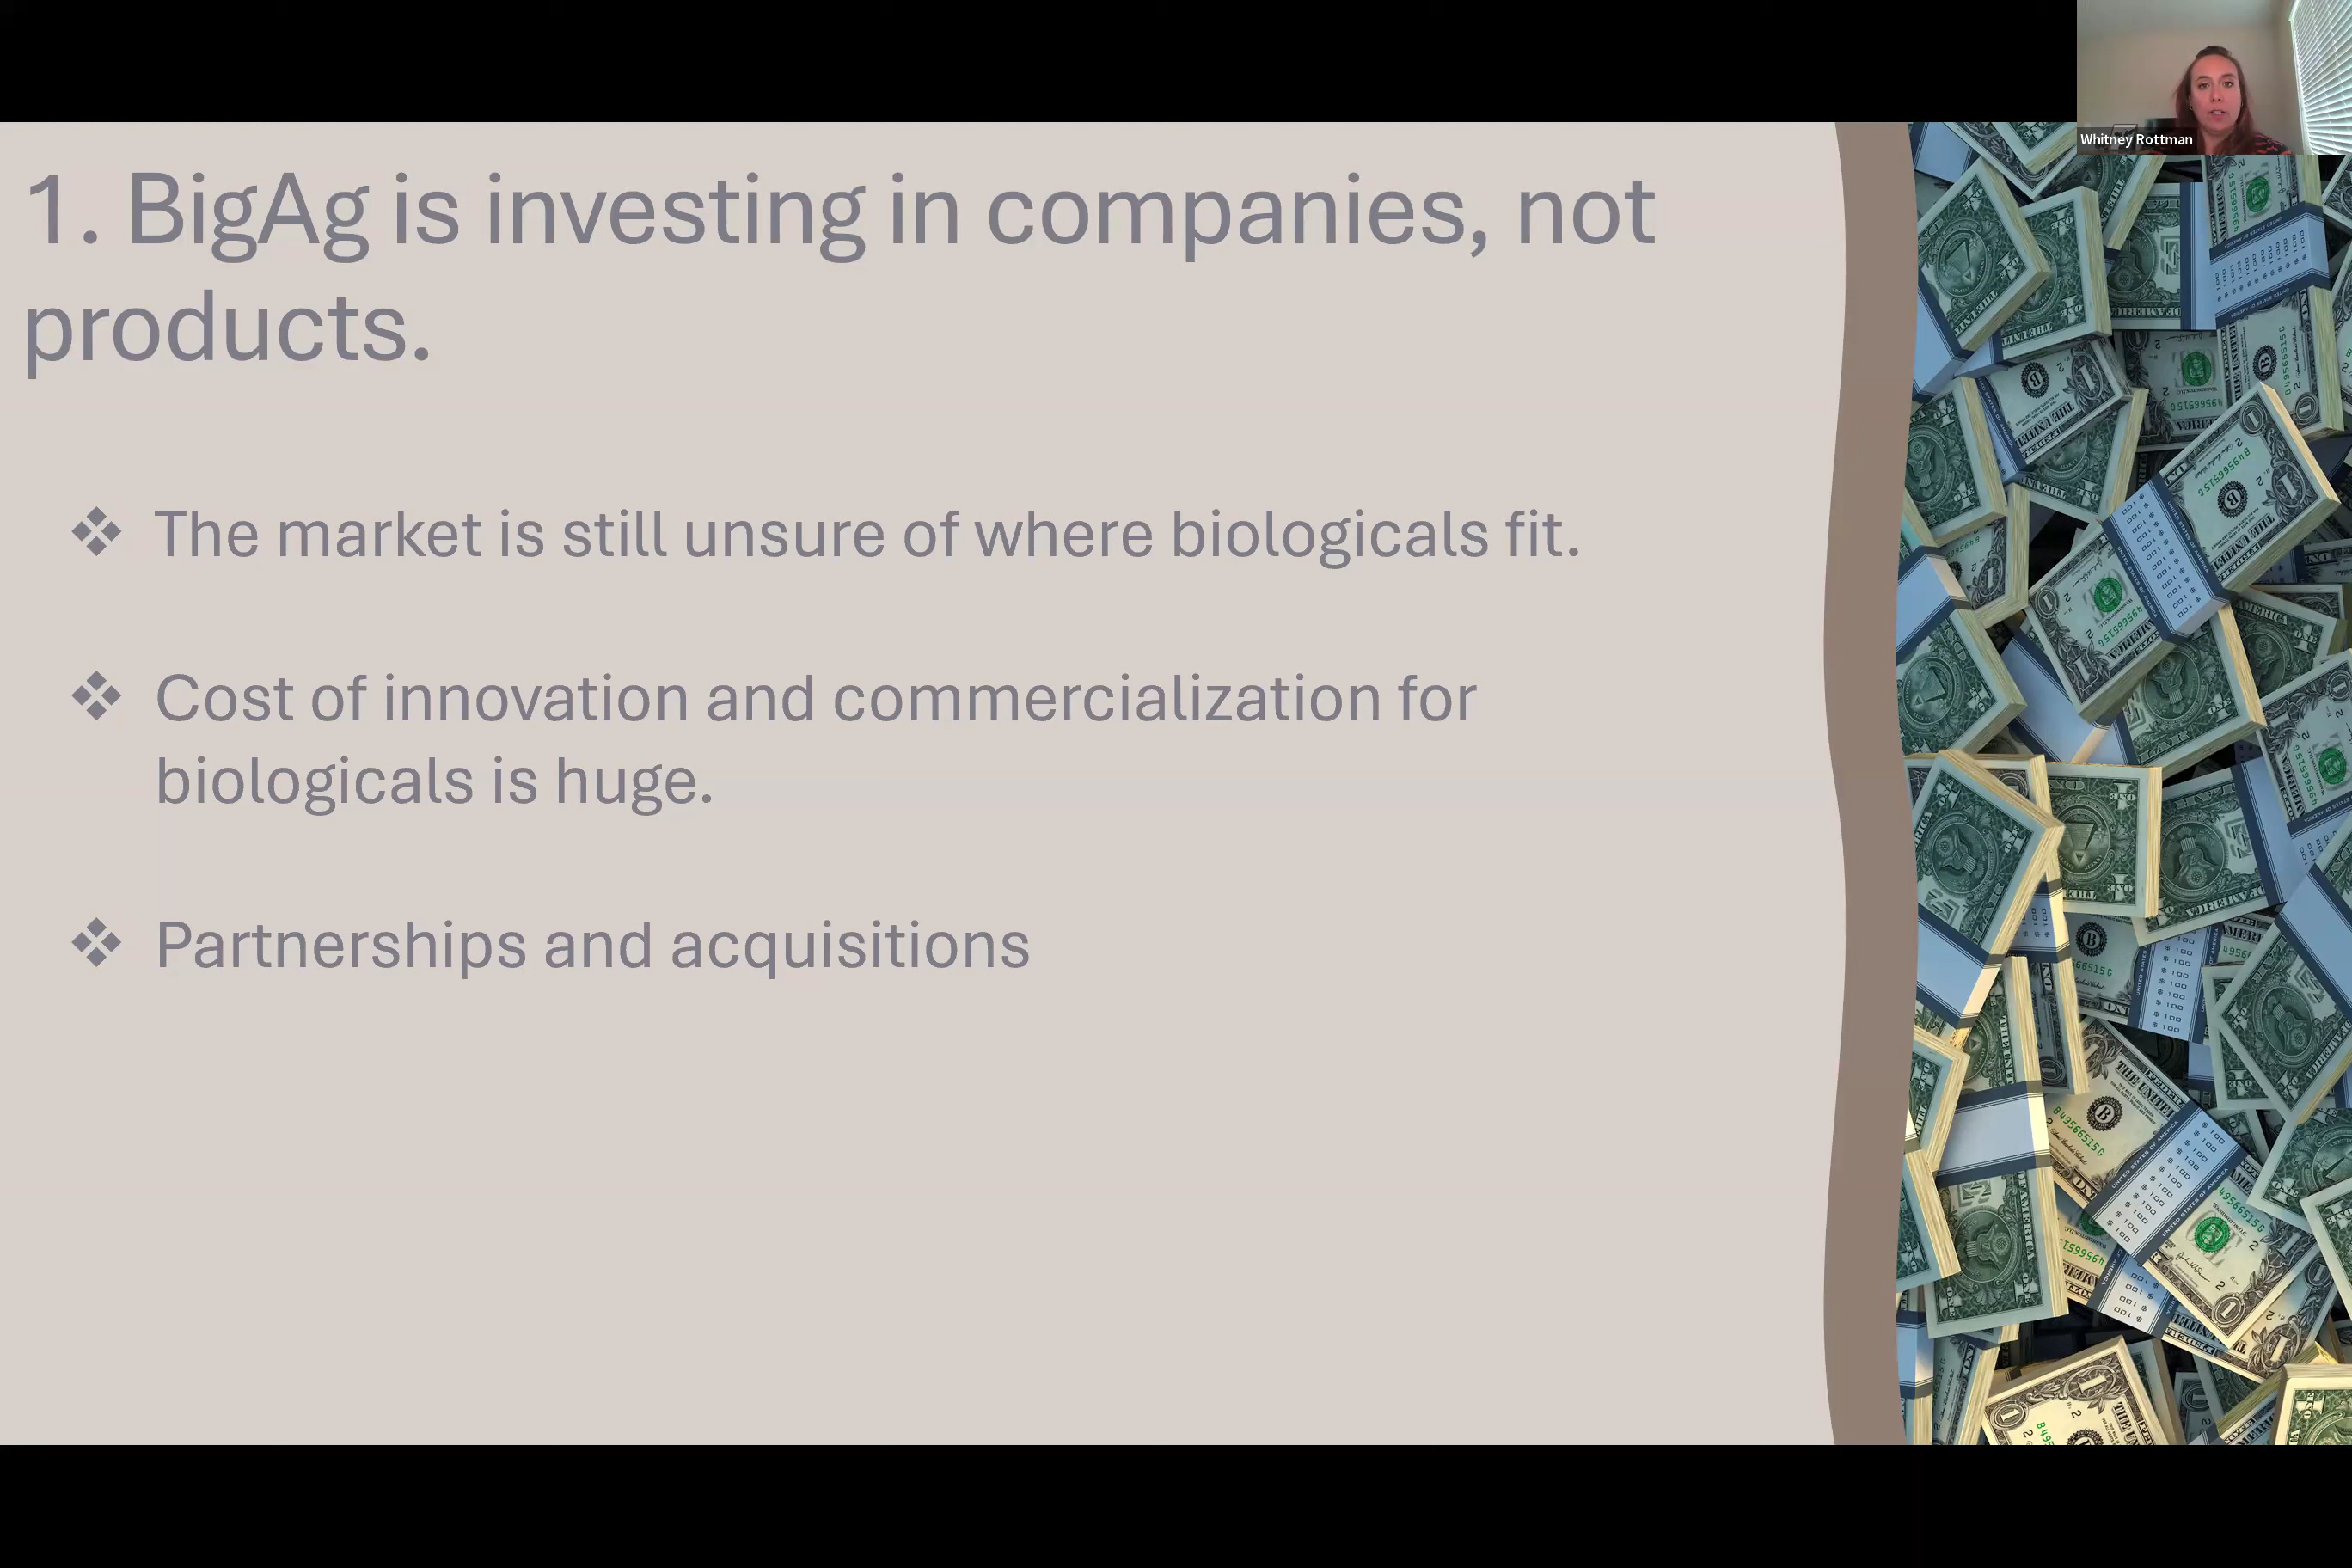 Whitney Rottman
1. BigAg is investing in companies, not
products.
❖ The market is still unsure of where biologicals fit.
❖ Cost of innovation and commercialization for
biologicals is huge.
❖ Partnerships and acquisitions